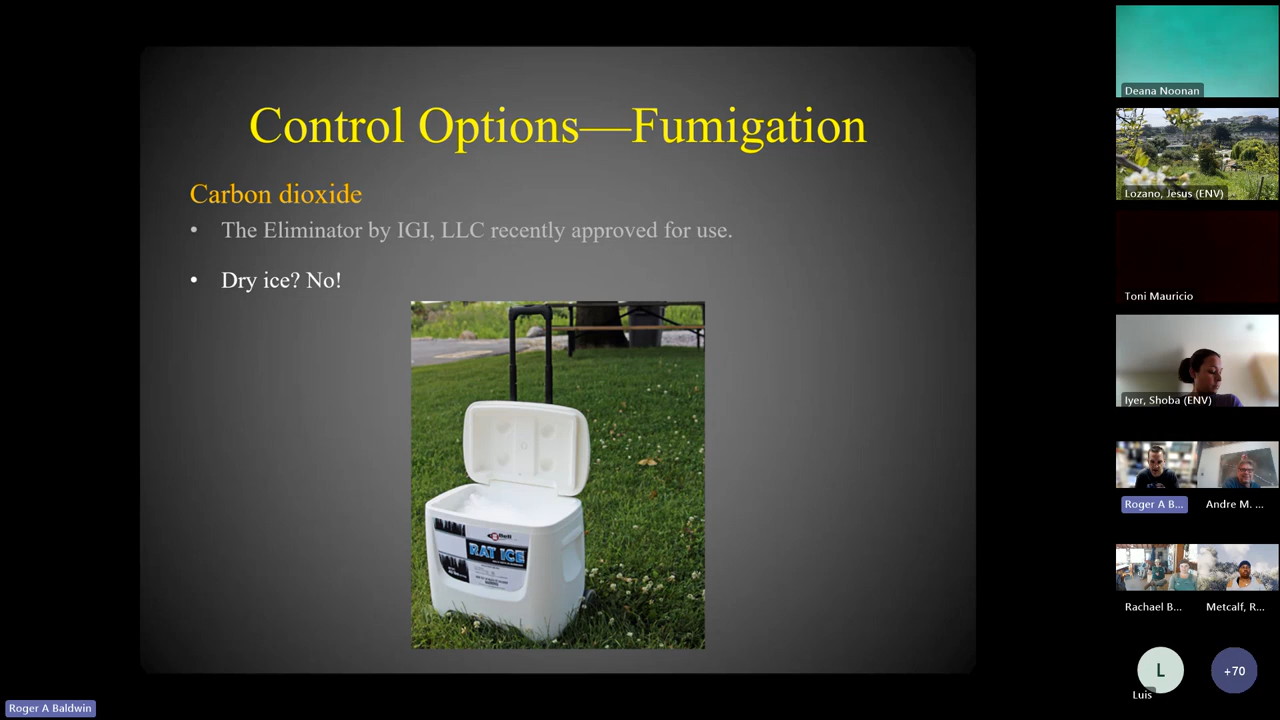 Control Options—Fumigation
Carbon dioxide
• The Eliminator by IGI, LLC recently approved for use.
• Dry ice? No!
Bell
RAT ICE
Deana Noonan
Lozano, Jesus (ENV)
Toni Mauricio
Iyer, Shoba (ENV)
Roger A B...
Andre M. ...
Rachael B...
Metcalf, R...
L
Luis
+70
Roger A Baldwin